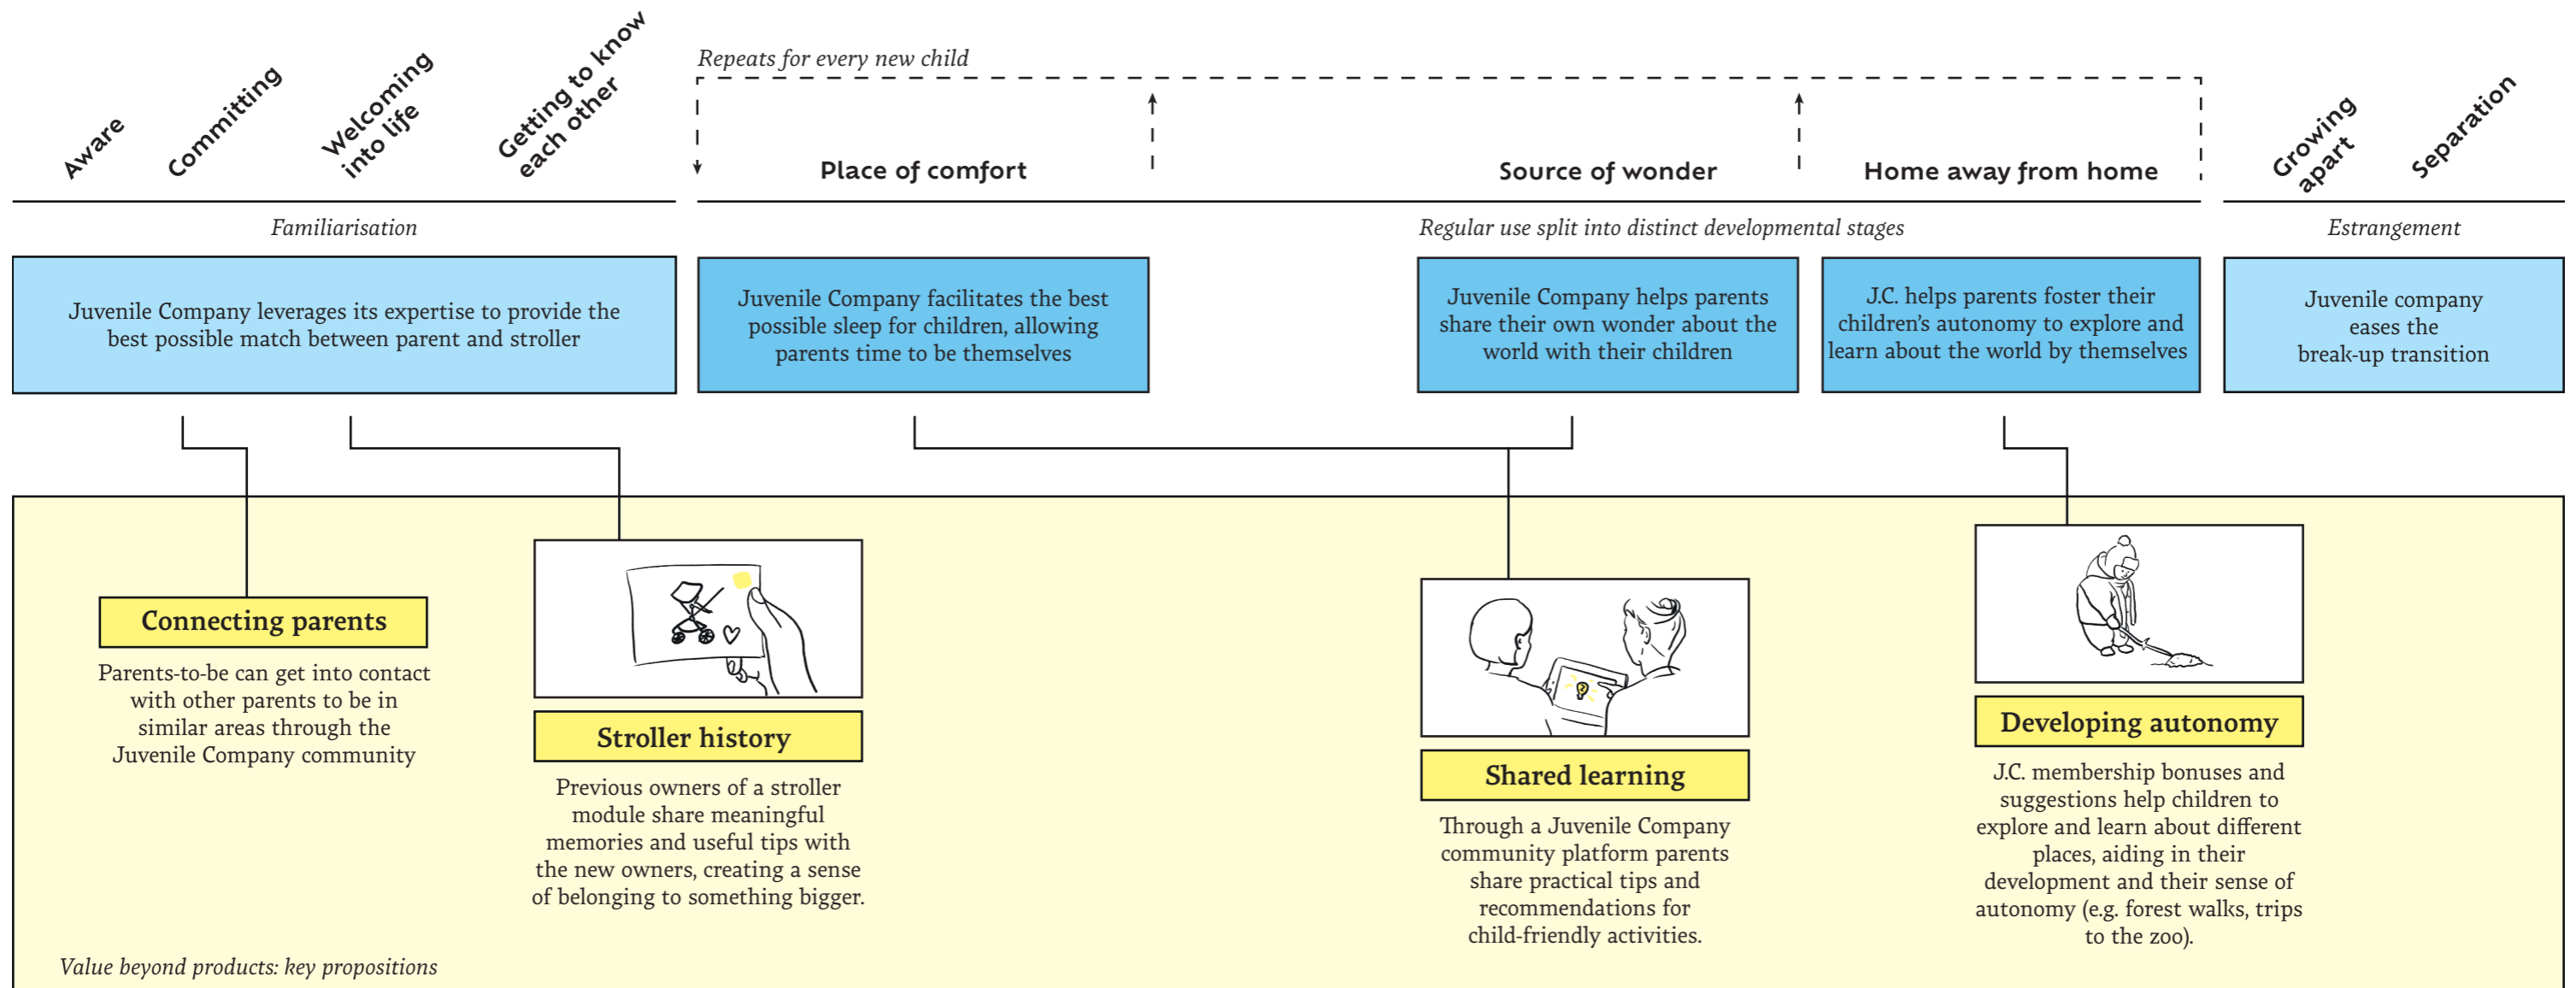 Aware
Committing
Welcoming
into life
Getting to know
each other
Repeats for every new child
Place of comfort
Source of wonder
Home away from home
Growing
apart
Separation
Familiarisation
Regular use split into distinct developmental stages
Estrangement
Juvenile Company leverages its expertise to provide the
best possible match between parent and stroller
Juvenile Company facilitates the best
possible sleep for children, allowing
parents time to be themselves
Juvenile Company helps parents
share their own wonder about the
world with their children
J.C. helps parents foster their
children's autonomy to explore and
learn about the world by themselves
Juvenile company
eases the
break-up transition
Connecting parents
Parents-to-be can get into contact
with other parents to be in
similar areas through the
Juvenile Company community
Stroller history
Previous owners of a stroller
module share meaningful
memories and useful tips with
the new owners, creating a sense
of belonging to something bigger.
Shared learning
Through a Juvenile Company
community platform parents
share practical tips and
recommendations for
child-friendly activities.
Developing autonomy
J.C. membership bonuses and
suggestions help children to
explore and learn about different
places, aiding in their
development and their sense of
autonomy (e.g. forest walks, trips
to the zoo).
Value beyond products: key propositions